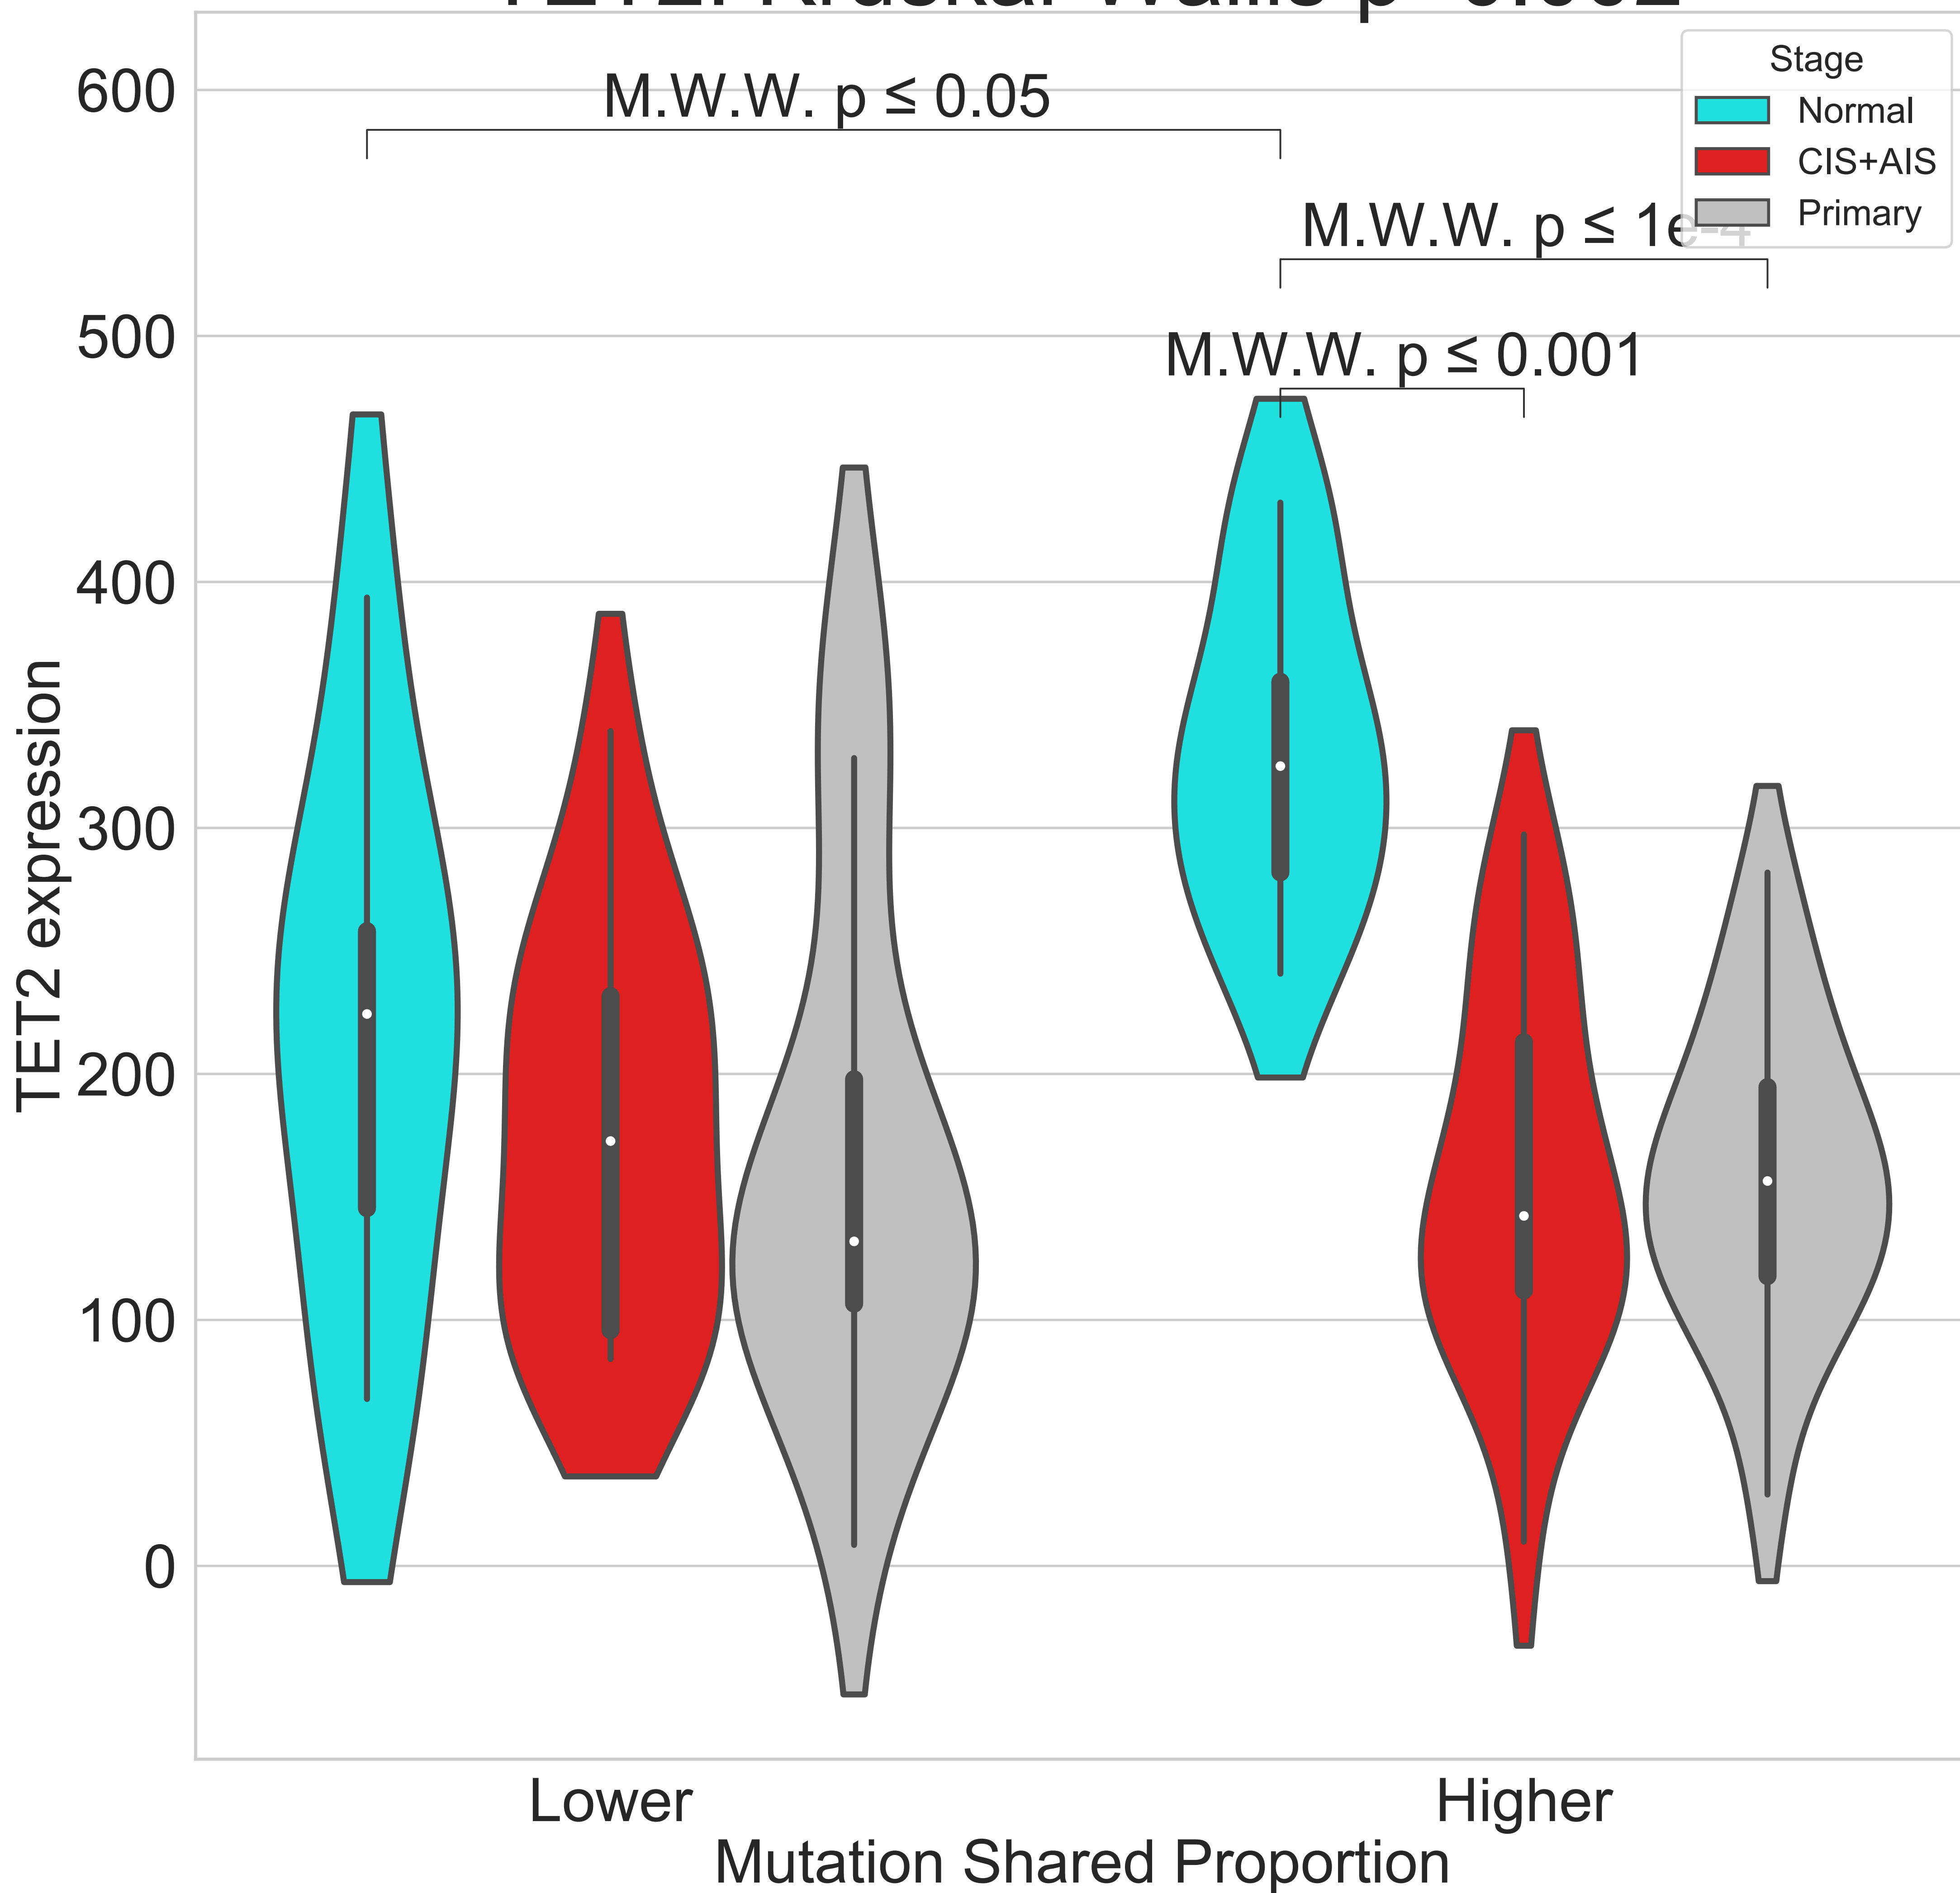 Stage
Normal
CIS+AIS
Primary
M.W.W. p ≤ 0.05
M.W.W. p ≤ 1e-4
M.W.W. p ≤ 0.001
600
500
400
300
200
100
0
TET2 expression
Lower
Higher
Mutation Shared Proportion